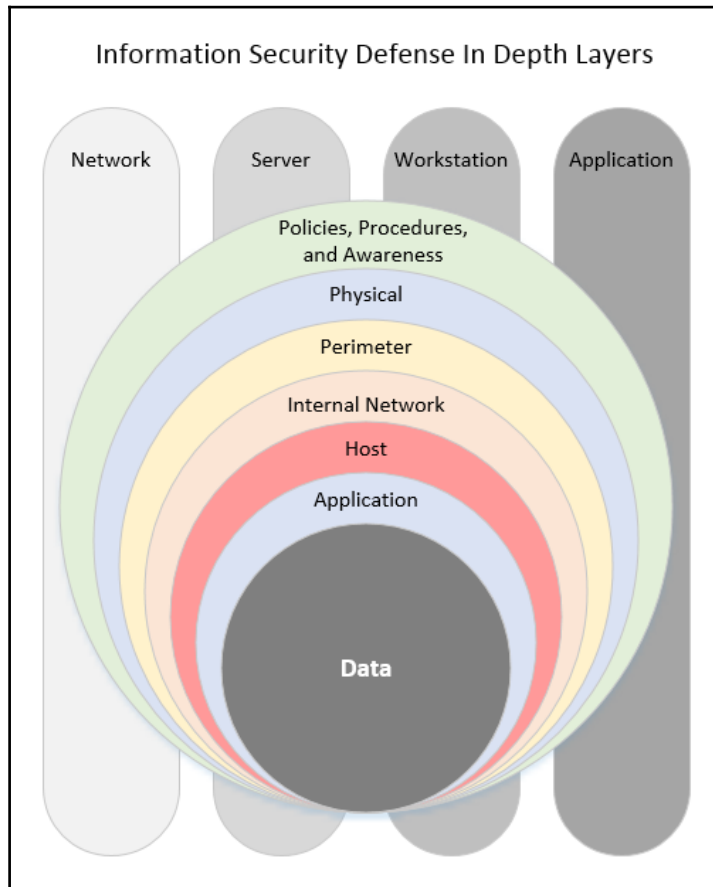 Information Security Defense In Depth Layers
Network
Server
Workstation
Application
Policies, Procedures,
and Awareness
Physical
Perimeter
Internal Network
Host
Application
Data